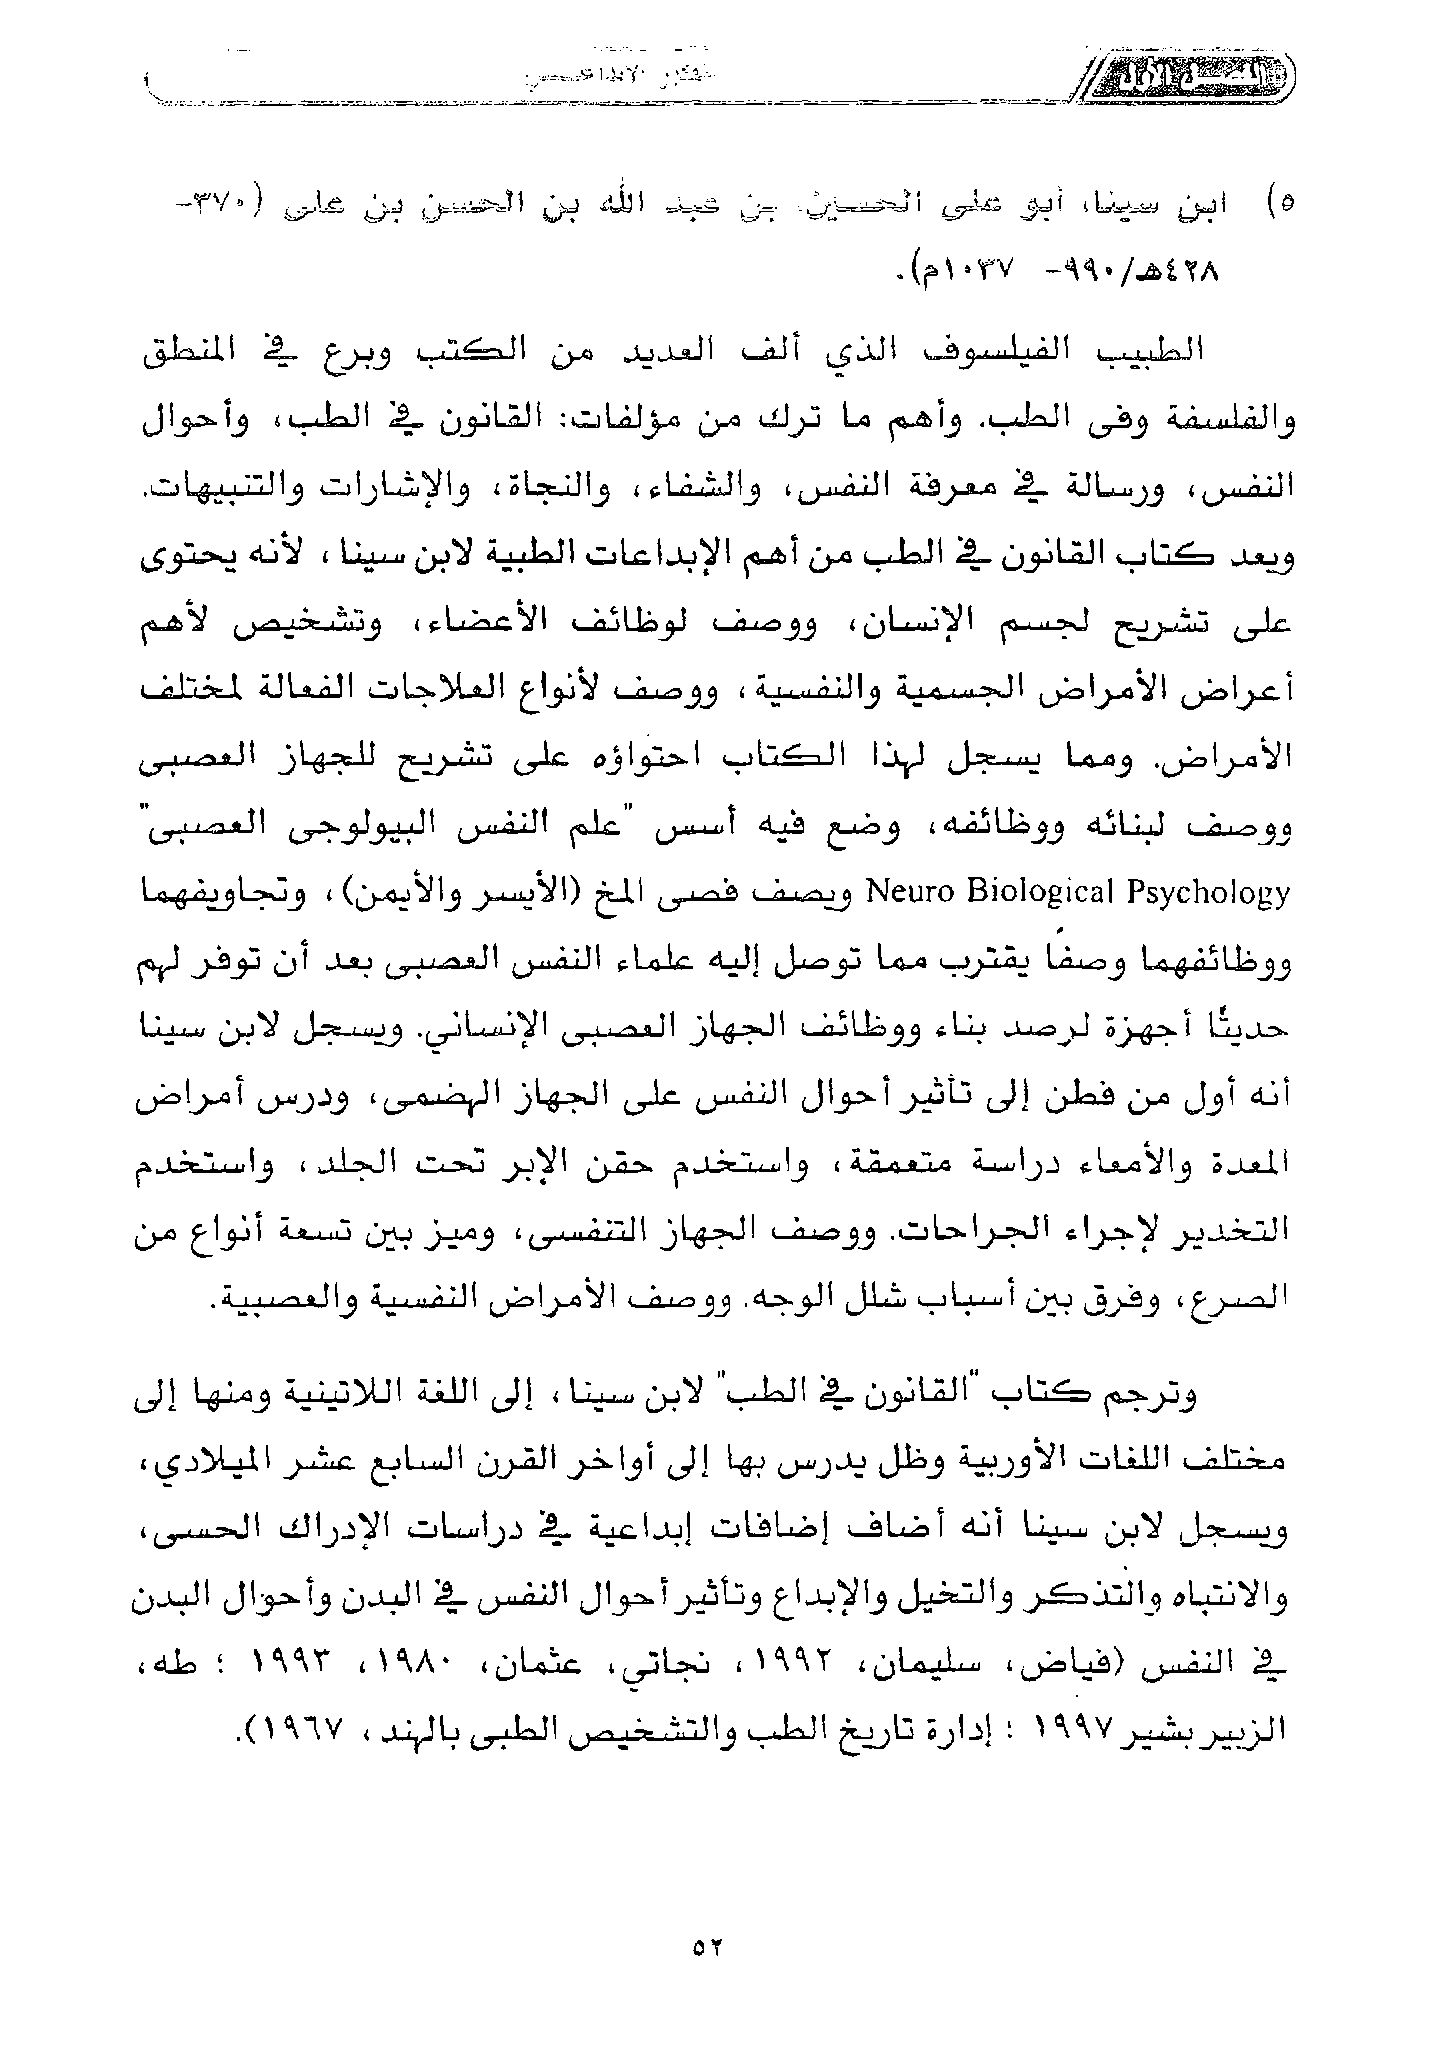 الفصل الأول
٥) ابن سينا، أبو على الحسين بن عبد الله بن الحسن بن على (٣٧٠-
٤٢٨هـ/٩٩٠- ١٠٣٧م).
الطبيب الفيلسوف الذي ألف العديد من الكتب وبرع في المنطق
والفلسفة وفى الطب. وأهم ما ترك من مؤلفات: القانون في الطب، وأحوال
النفس، ورسالة في معرفة النفس، والشفاء، والنجاة، والإشارات والتنبيهات.
ويعد كتاب القانون في الطب من أهم الإبداعات الطبية لابن سينا، لأنه يحتوى
على تشريح لجسم الإنسان، ووصف لوظائف الأعضاء، وتشخيص لأهم
أعراض الأمراض الجسمية والنفسية، ووصف لأنواع العلاجات الفعالة لمختلف
الأمراض. ومما يسجل لهذا الكتاب احتواؤه على تشريح للجهاز العصبى
ووصف لبنائه ووظائفه، وضع فيه أسس "علم النفس البيولوجى العصبى"
Neuro Biological Psychology ويصف فصى المخ (الأيسر والأيمن)، وتجاويفهما
ووظائفهما وصفًا يقترب مما توصل إليه علماء النفس العصبى بعد أن توفر لهم
حديثًا أجهزة لرصد بناء ووظائف الجهاز العصبى الإنساني. ويسجل لابن سينا
أنه أول من فطن إلى تأثير أحوال النفس على الجهاز الهضمى، ودرس أمراض
المعدة والأمعاء دراسة متعمقة، واستخدم حقن الإبر تحت الجلد، واستخدم
التخدير لإجراء الجراحات. ووصف الجهاز التنفسى، وميز بين تسعة أنواع من
الصرع، وفرق بين أسباب شلل الوجه. ووصف الأمراض النفسية والعصبية.
وترجم كتاب "القانون في الطب" لابن سينا، إلى اللغة اللاتينية ومنها إلى
مختلف اللغات الأوربية وظل يدرس بها إلى أواخر القرن السابع عشر الميلادي،
ويسجل لابن سينا أنه أضاف إضافات إبداعية في دراسات الإدراك الحسى،
والانتباه والتذكر والتخيل والإبداع وتأثير أحوال النفس في البدن وأحوال البدن
في النفس (فياض، سليمان، ١٩٩٢، نجاتي، عثمان، ١٩٨٠، ١٩٩٣ ؛ طه،
الزبير بشير ١٩٩٧ ؛ إدارة تاريخ الطب والتشخيص الطبى بالهند، ١٩٦٧).
٥٢